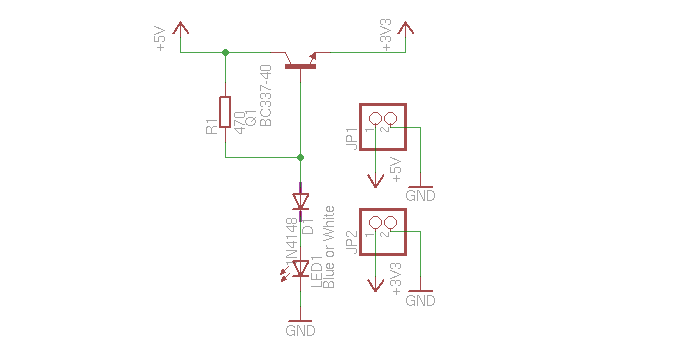 +5V
+3V3
R1
470
Q1
BC337-40
JP1
1
2
+5V
GND
1N4148
D1
LED1
Blue or White
JP2
1
2
+3V3
GND
GND